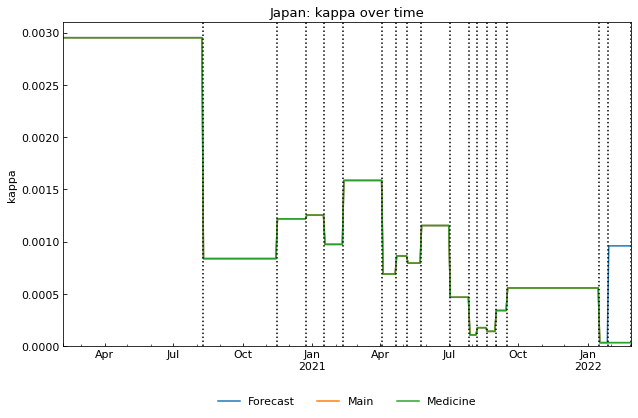 Japan: kappa over time
kappa
0.0030
0.0025
0.0020
0.0015
0.0010
0.0005
0.0000
Apr Jul Oct Jan Apr Jul Oct Jan
2021 2022
Forecast Main Medicine